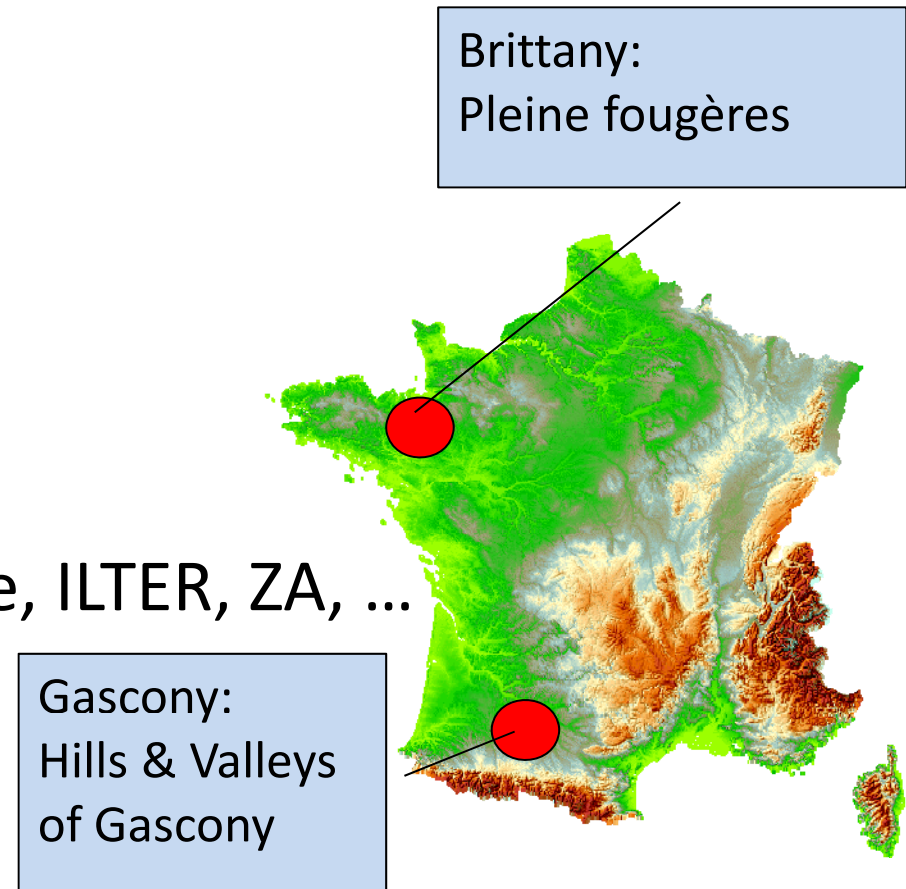 Brittany:
Pleine fougères
e, ILTER, ZA, ...
Gascony:
Hills & Valleys
of Gascony